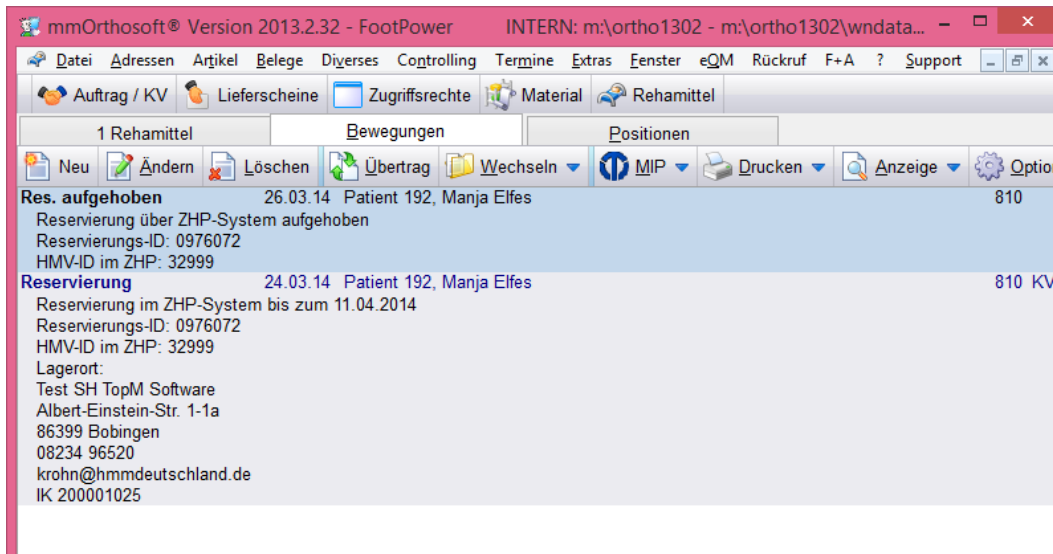 mmOrthosoft® Version 2013.2.32 - FootPower INTERN: m:\ortho1302 - m:\ortho1302\wndata...
Datei Adressen Artikel Belege Diverses Controlling Termine Extras Fenster eQM Rückruf F+A ? Support
Auftrag / KV Lieferscheine Zugriffsrechte Material Rehamittel
1 Rehamittel Bewegungen Positionen
Neu Ändern Löschen Übertrag Wechseln MIP Drucken Anzeige Option
Res. aufgehoben 26.03.14 Patient 192, Manja Elfes 810
Reservierung über ZHP-System aufgehoben
Reservierungs-ID: 0976072
HMV-ID im ZHP: 32999
Reservierung 24.03.14 Patient 192, Manja Elfes 810 KV
Reservierung im ZHP-System bis zum 11.04.2014
Reservierungs-ID: 0976072
HMV-ID im ZHP: 32999
Lagerort:
Test SH TopM Software
Albert-Einstein-Str. 1-1a
86399 Bobingen
08234 96520
krohn@hmmdeutschland.de
IK 200001025